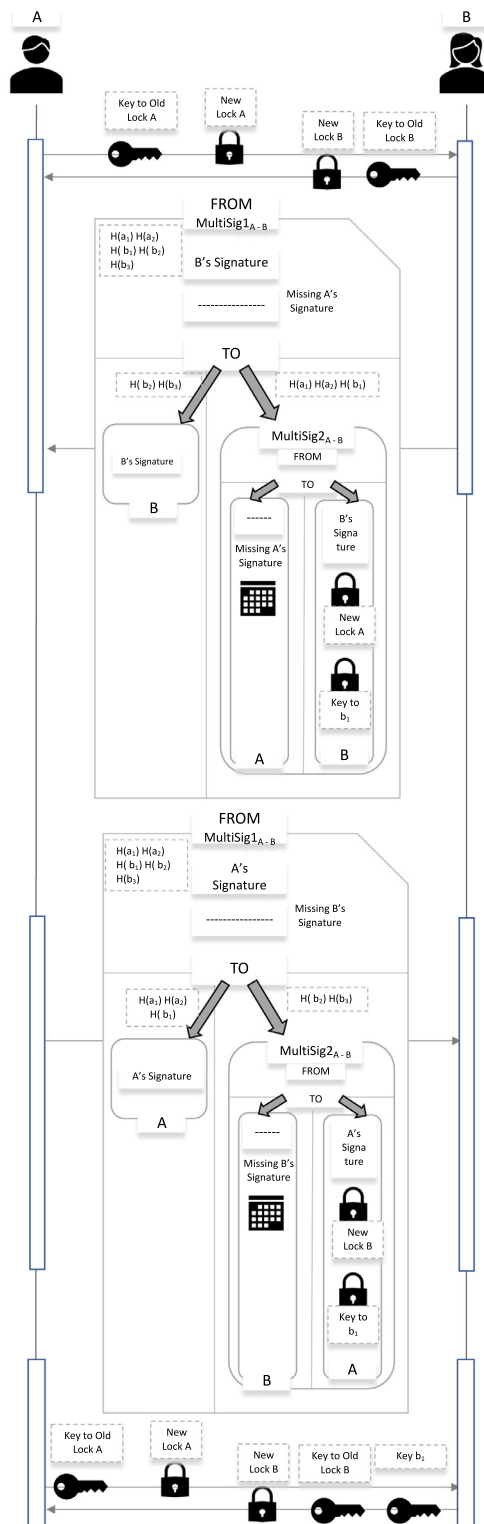 A
B
Key to Old
Lock A
New
Lock A
New
Lock B
Key to Old
Lock B
FROM
MultiSig1A - B
H(a1) H(a2)
H( b1) H( b2)
H(b3)
B's Signature
----------------
Missing A's
Signature
TO
H( b2) H(b3)
H(a1) H(a2) H( b1)
B's Signature
B
MultiSig2A - B
FROM
TO
------
Missing A's
Signature
A
B's
Signa
ture
New
Lock A
Key to
b1
B
FROM
MultiSig1A - B
H(a1) H(a2)
H( b1) H( b2)
H(b3)
A's
Signature
----------------
Missing B's
Signature
TO
H(a1) H(a2)
H( b1)
H( b2) H(b3)
A's Signature
A
MultiSig2A - B
FROM
TO
------
Missing B's
Signature
B
A's
Signa
ture
New
Lock B
Key to
b1
A
Key to Old
Lock A
New
Lock A
New
Lock B
Key to Old
Lock B
Key b1